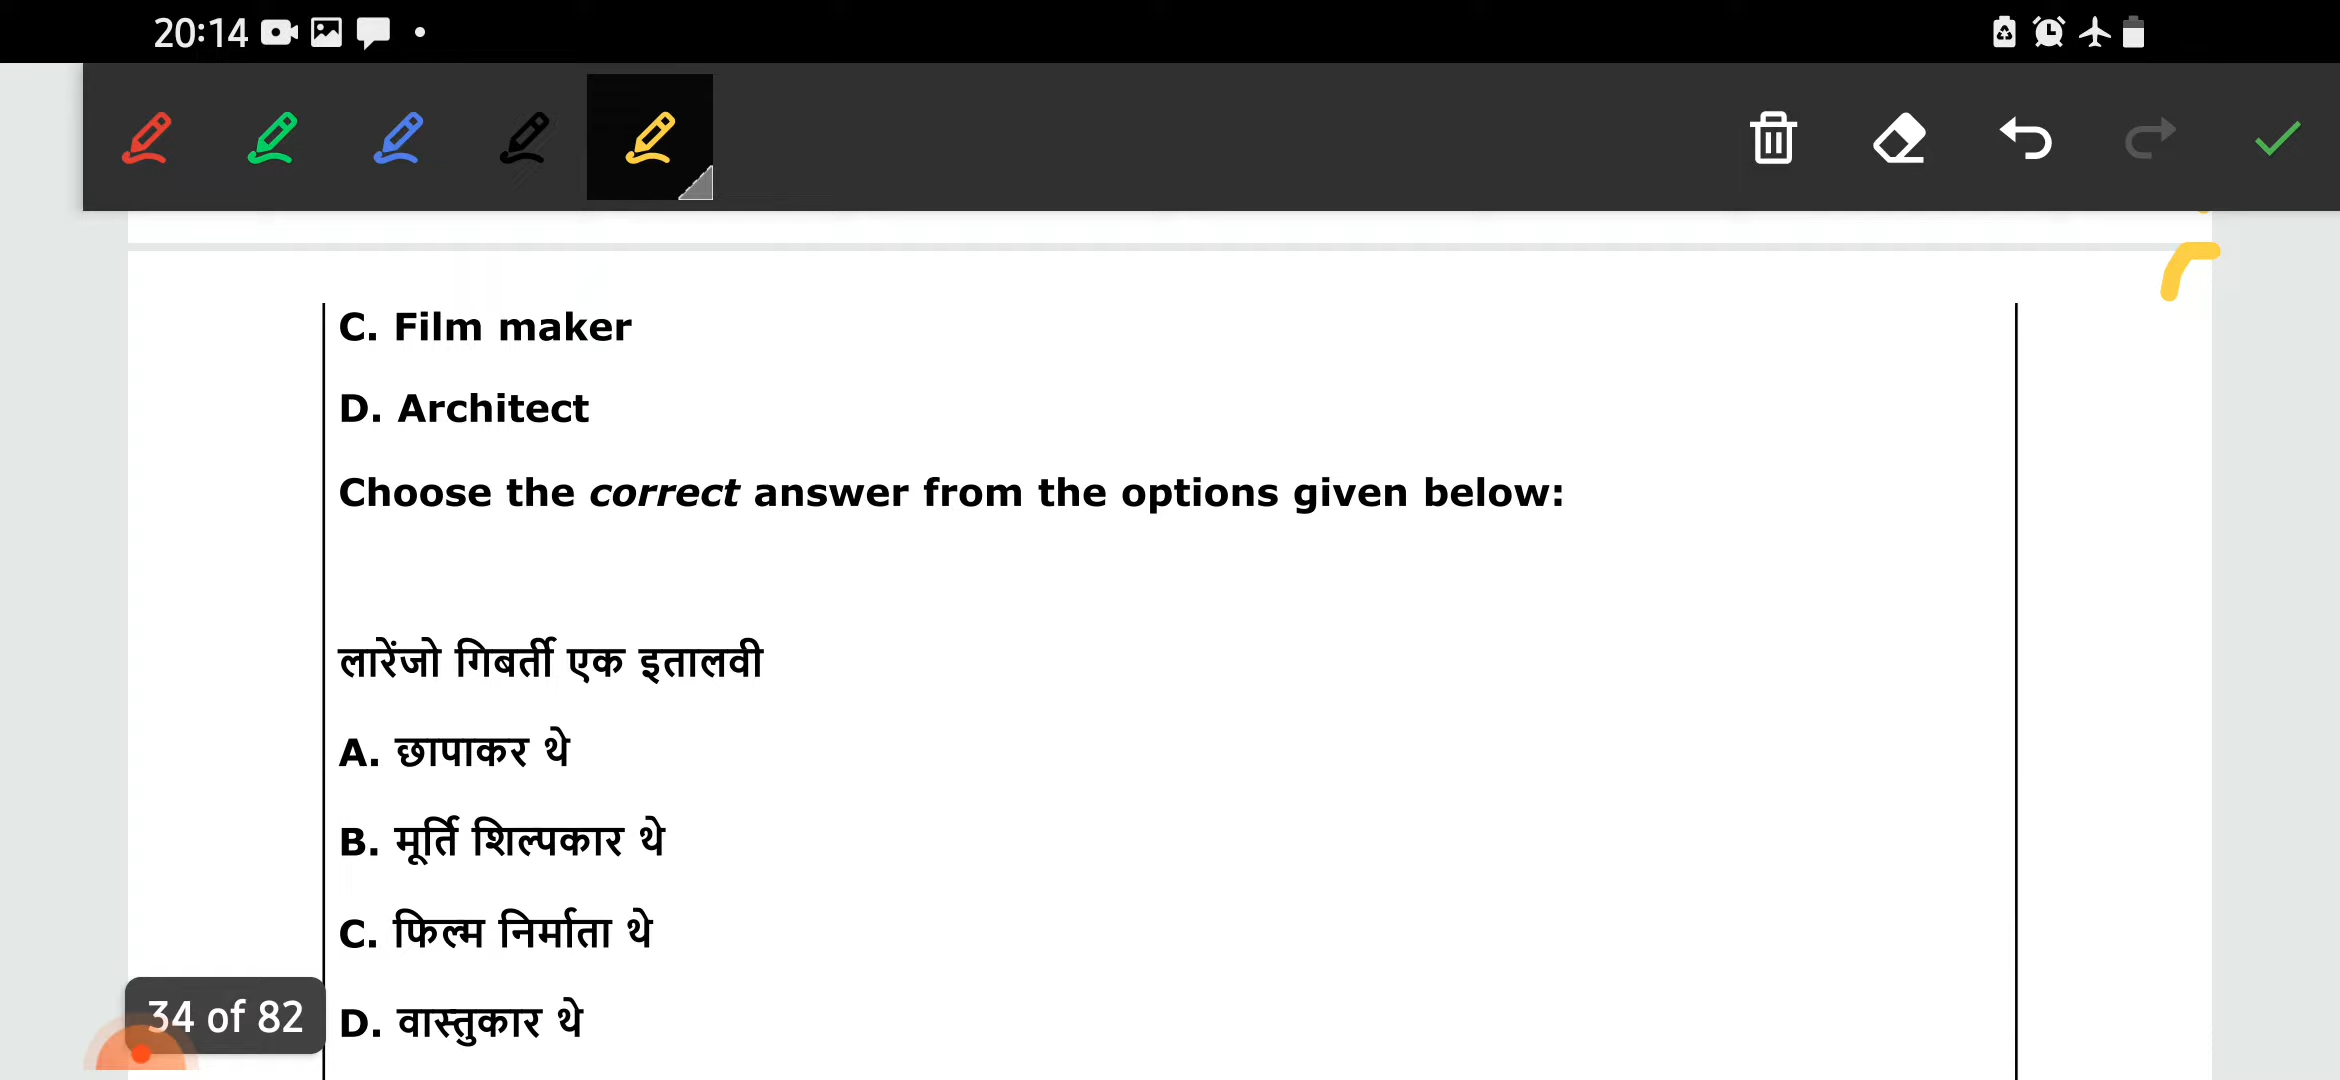 20:14
C. Film maker
D. Architect
Choose the correct answer from the options given below:
लारेंजो गिबर्ती एक इतालवी
A. छापाकर थे
B. मूर्ति शिल्पकार थे
C. फिल्म निर्माता थे
34 of 82
D. वास्तुकार थे